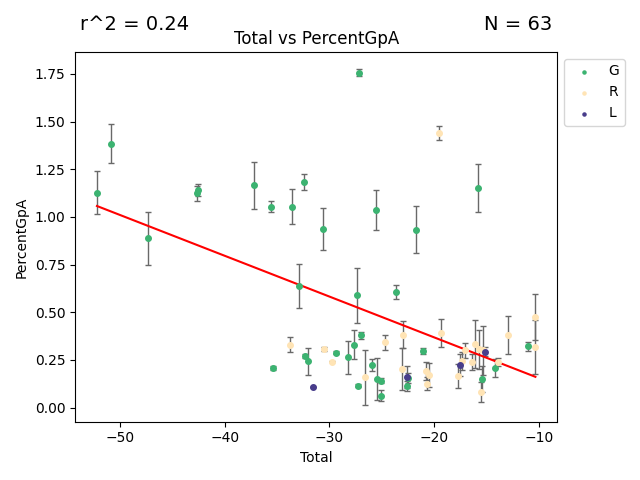 r^2 = 0.24
N = 63
Total vs PercentGpA
G
R
L
PercentGpA
1.75
1.50
1.25
1.00
0.75
0.50
0.25
0.00
−50
−40
−30
−20
−10
Total